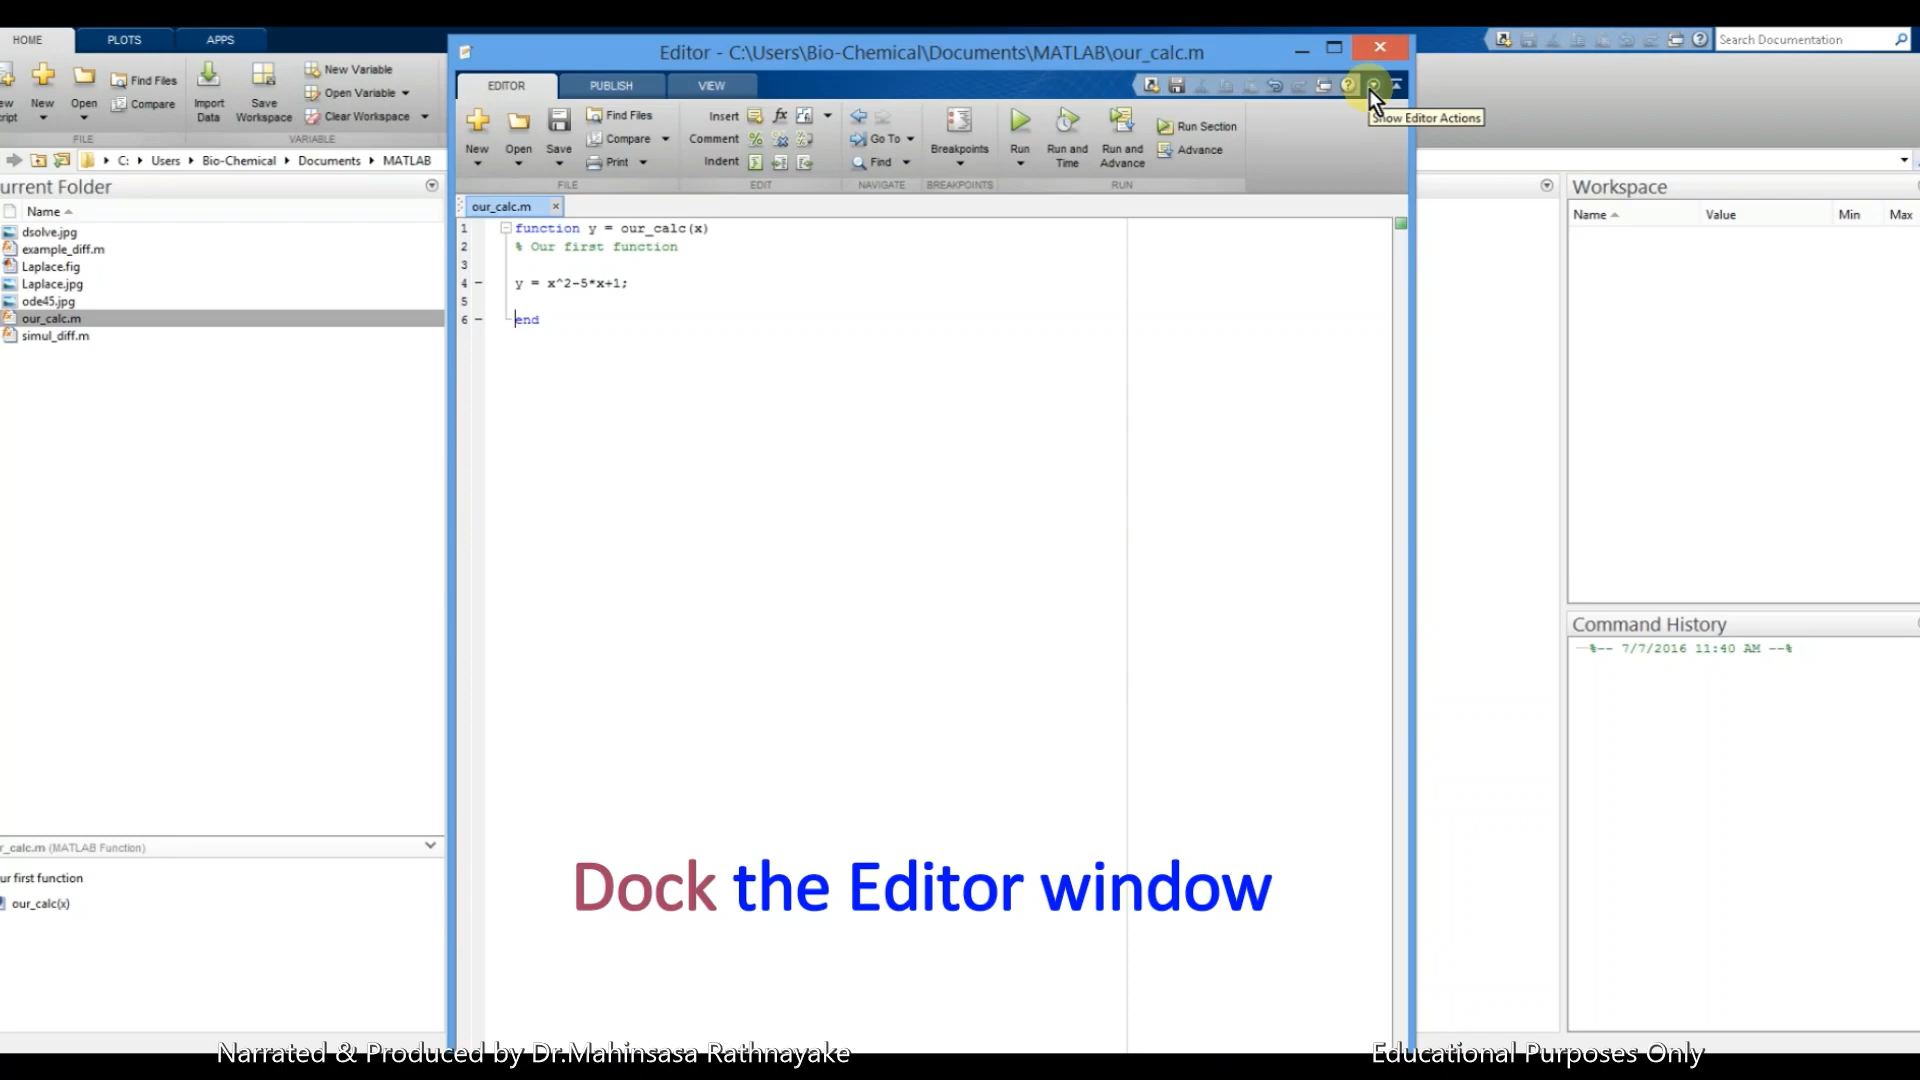 HOME
PLOTS
APPS
Search Documentation
New
Open
Find Files
Compare
Import Data
Save Workspace
New Variable
Open Variable
Clear Workspace
FILE
VARIABLE
C: Users Bio-Chemical Documents MATLAB
urrent Folder
Name
dsolve.jpg
example_diff.m
Laplace.fig
Laplace.jpg
ode45.jpg
our_calc.m
simul_diff.m
r_calc.m (MATLAB Function)
ur first function
our_calc(x)
Editor - C:\Users\Bio-Chemical\Documents\MATLAB\our_calc.m
EDITOR
PUBLISH
VIEW
Show Editor Actions
New
Open
Save
Find Files
Compare
Print
Insert
Comment
Indent
Go To
Find
Breakpoints
Run
Run and Time
Run and Advance
Run Section
Advance
FILE
EDIT
NAVIGATE
BREAKPOINTS
RUN
our_calc.m
1 function y = our_calc(x)
2 % Our first function
3
4 y = x^2-5*x+1;
5
6 end
Workspace
Name Value Min Max
Command History
%-- 7/7/2016 11:40 AM --%
Dock the Editor window
Narrated & Produced by Dr.Mahinsasa Rathnayake
Educational Purposes Only